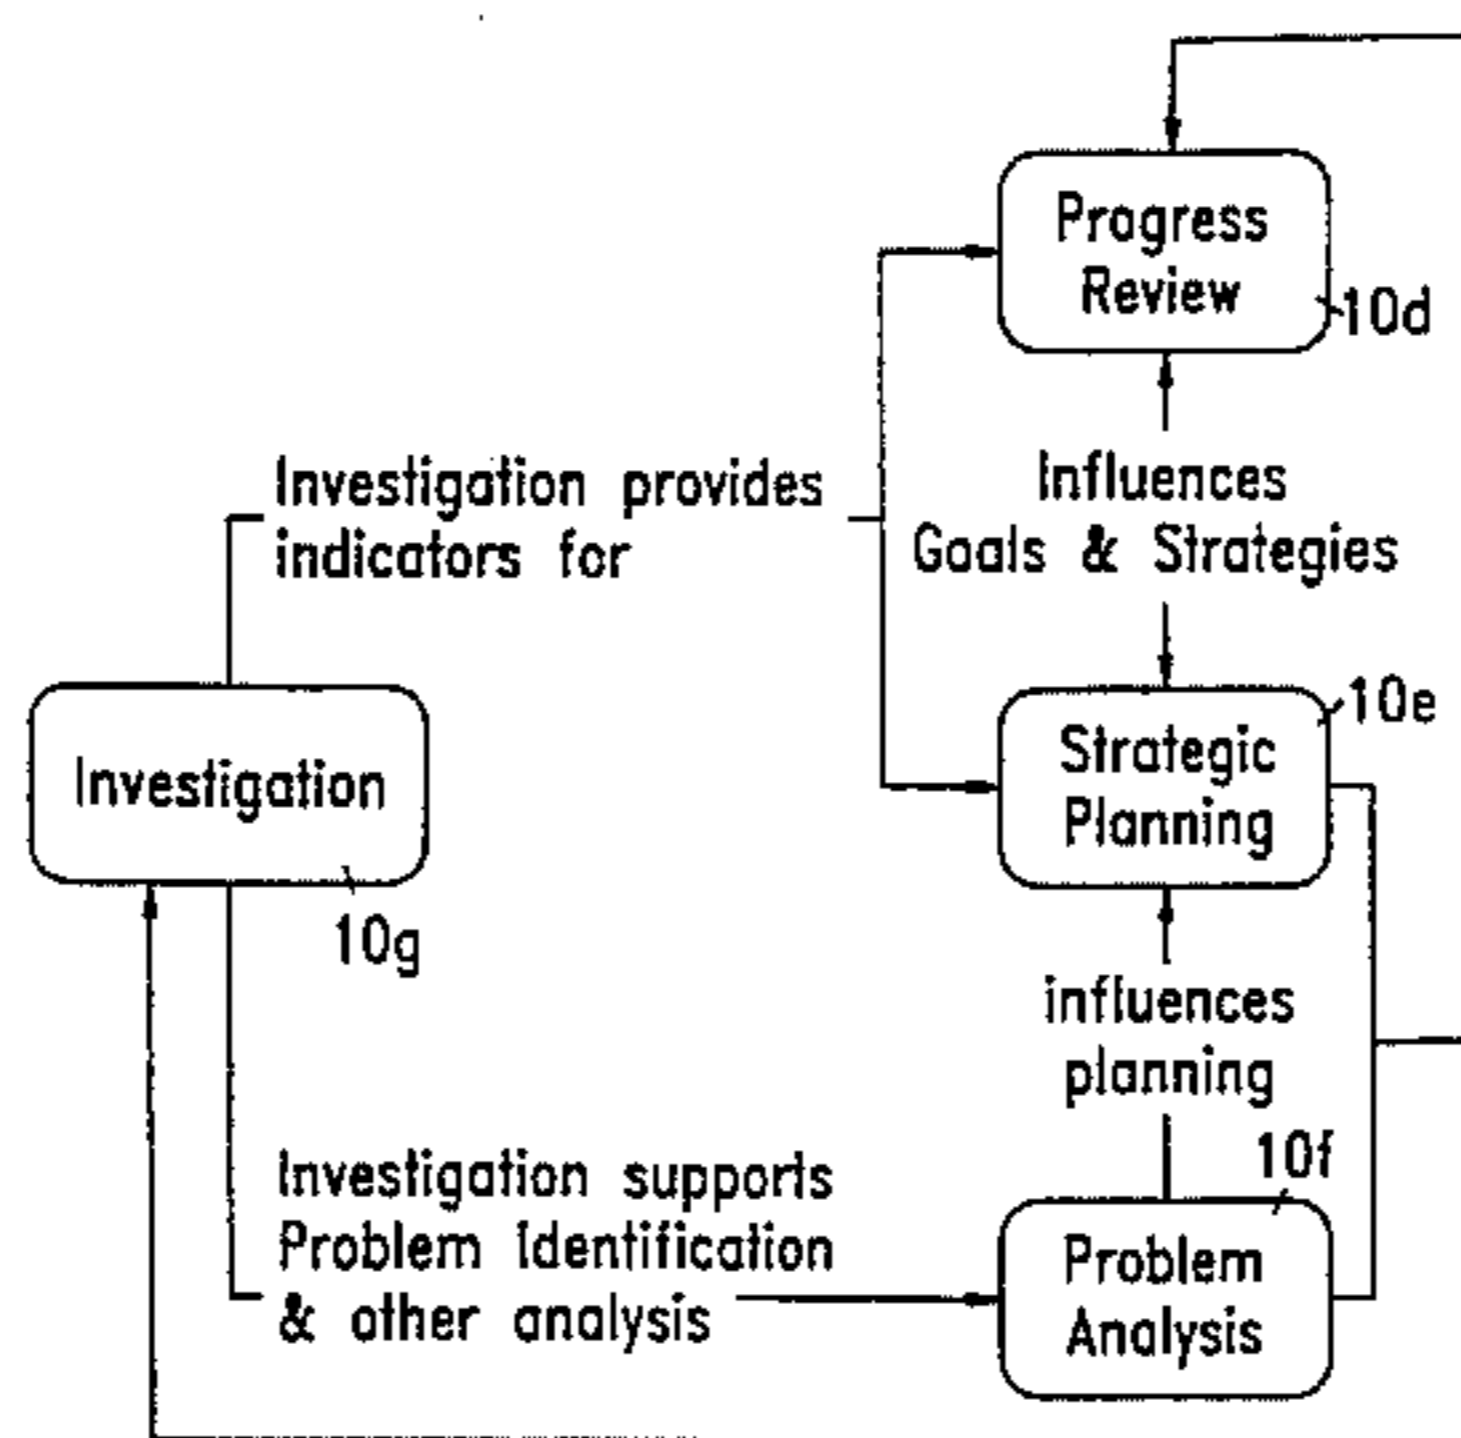 Progress
Review
10d
Investigation provides
indicators for
Influences
Goals & Strategies
Investigation
10g
Strategic
Planning
10e
influences
planning
Investigation supports
Problem Identification
& other analysis
10f
Problem
Analysis